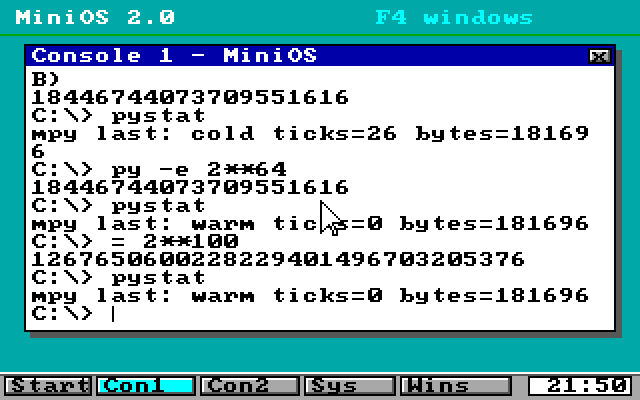 MiniOS 2.0 F4 windows
Console 1 - MiniOS
B)
18446744073709551616
C:\> pystat
mpy last: cold ticks=26 bytes=18169
6
C:\> py -e 2**64
18446744073709551616
C:\> pystat
mpy last: warm ticks=0 bytes=181696
C:\> = 2**100
1267650600228229401496703205376
C:\> pystat
mpy last: warm ticks=0 bytes=181696
C:\>
Start Con1 Con2 Sys Wins 21:50